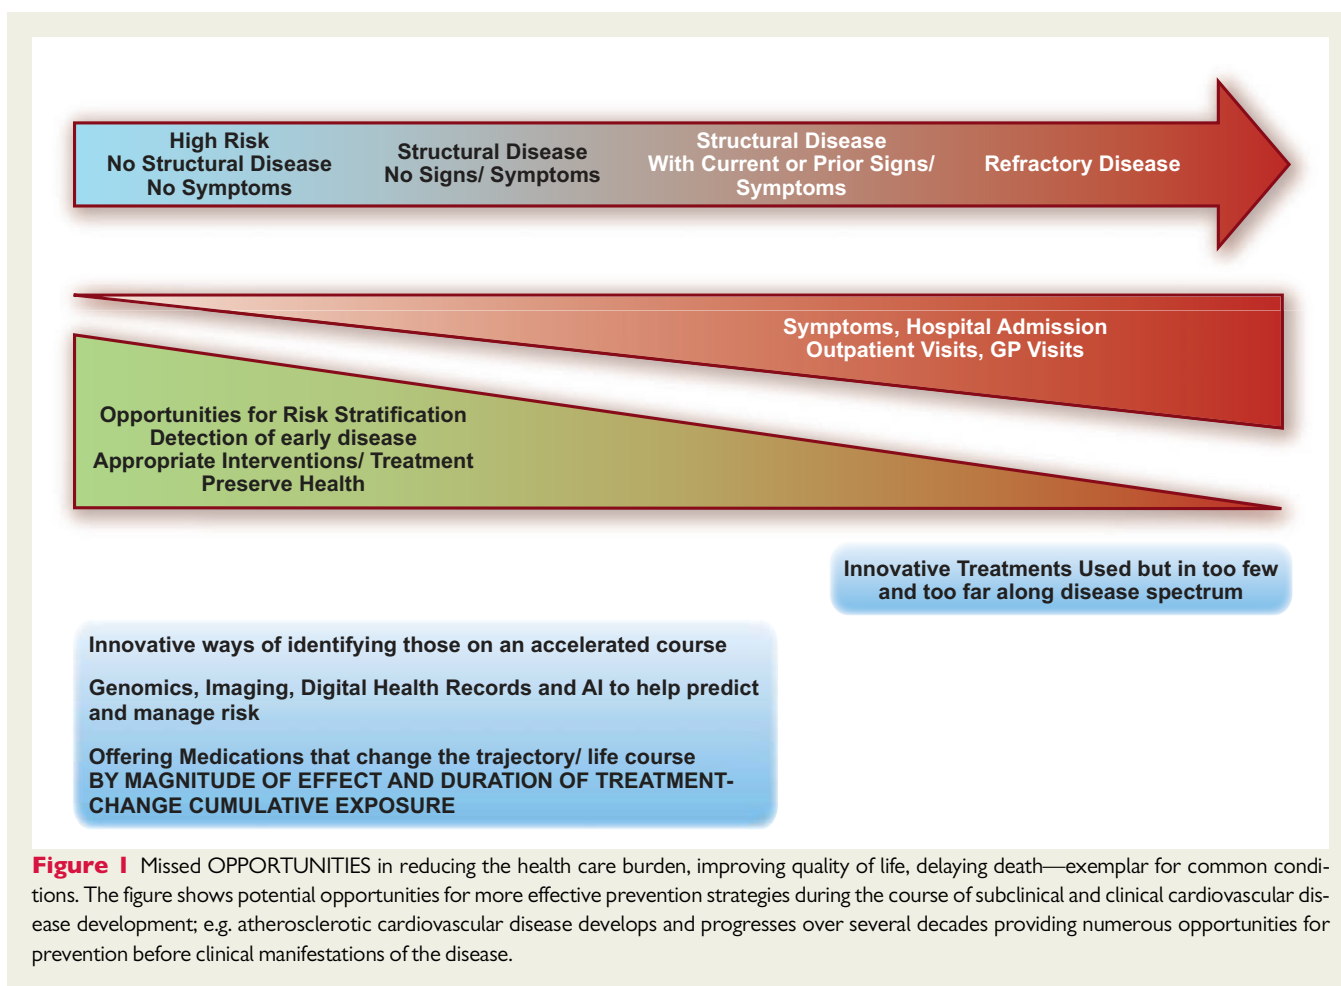 High Risk
No Structural Disease
No Symptoms
Structural Disease
No Signs/ Symptoms
Structural Disease
With Current or Prior Signs/
Symptoms
Refractory Disease
Symptoms, Hospital Admission
Outpatient Visits, GP Visits
Opportunities for Risk Stratification
Detection of early disease
Appropriate Interventions/ Treatment
Preserve Health
Innovative Treatments Used but in too few
and too far along disease spectrum
Innovative ways of identifying those on an accelerated course
Genomics, Imaging, Digital Health Records and AI to help predict
and manage risk
Offering Medications that change the trajectory/ life course
BY MAGNITUDE OF EFFECT AND DURATION OF TREATMENT-
CHANGE CUMULATIVE EXPOSURE
Figure 1 Missed OPPORTUNITIES in reducing the health care burden, improving quality of life, delaying death—exemplar for common condi-
tions. The figure shows potential opportunities for more effective prevention strategies during the course of subclinical and clinical cardiovascular dis-
ease development; e.g. atherosclerotic cardiovascular disease develops and progresses over several decades providing numerous opportunities for
prevention before clinical manifestations of the disease.